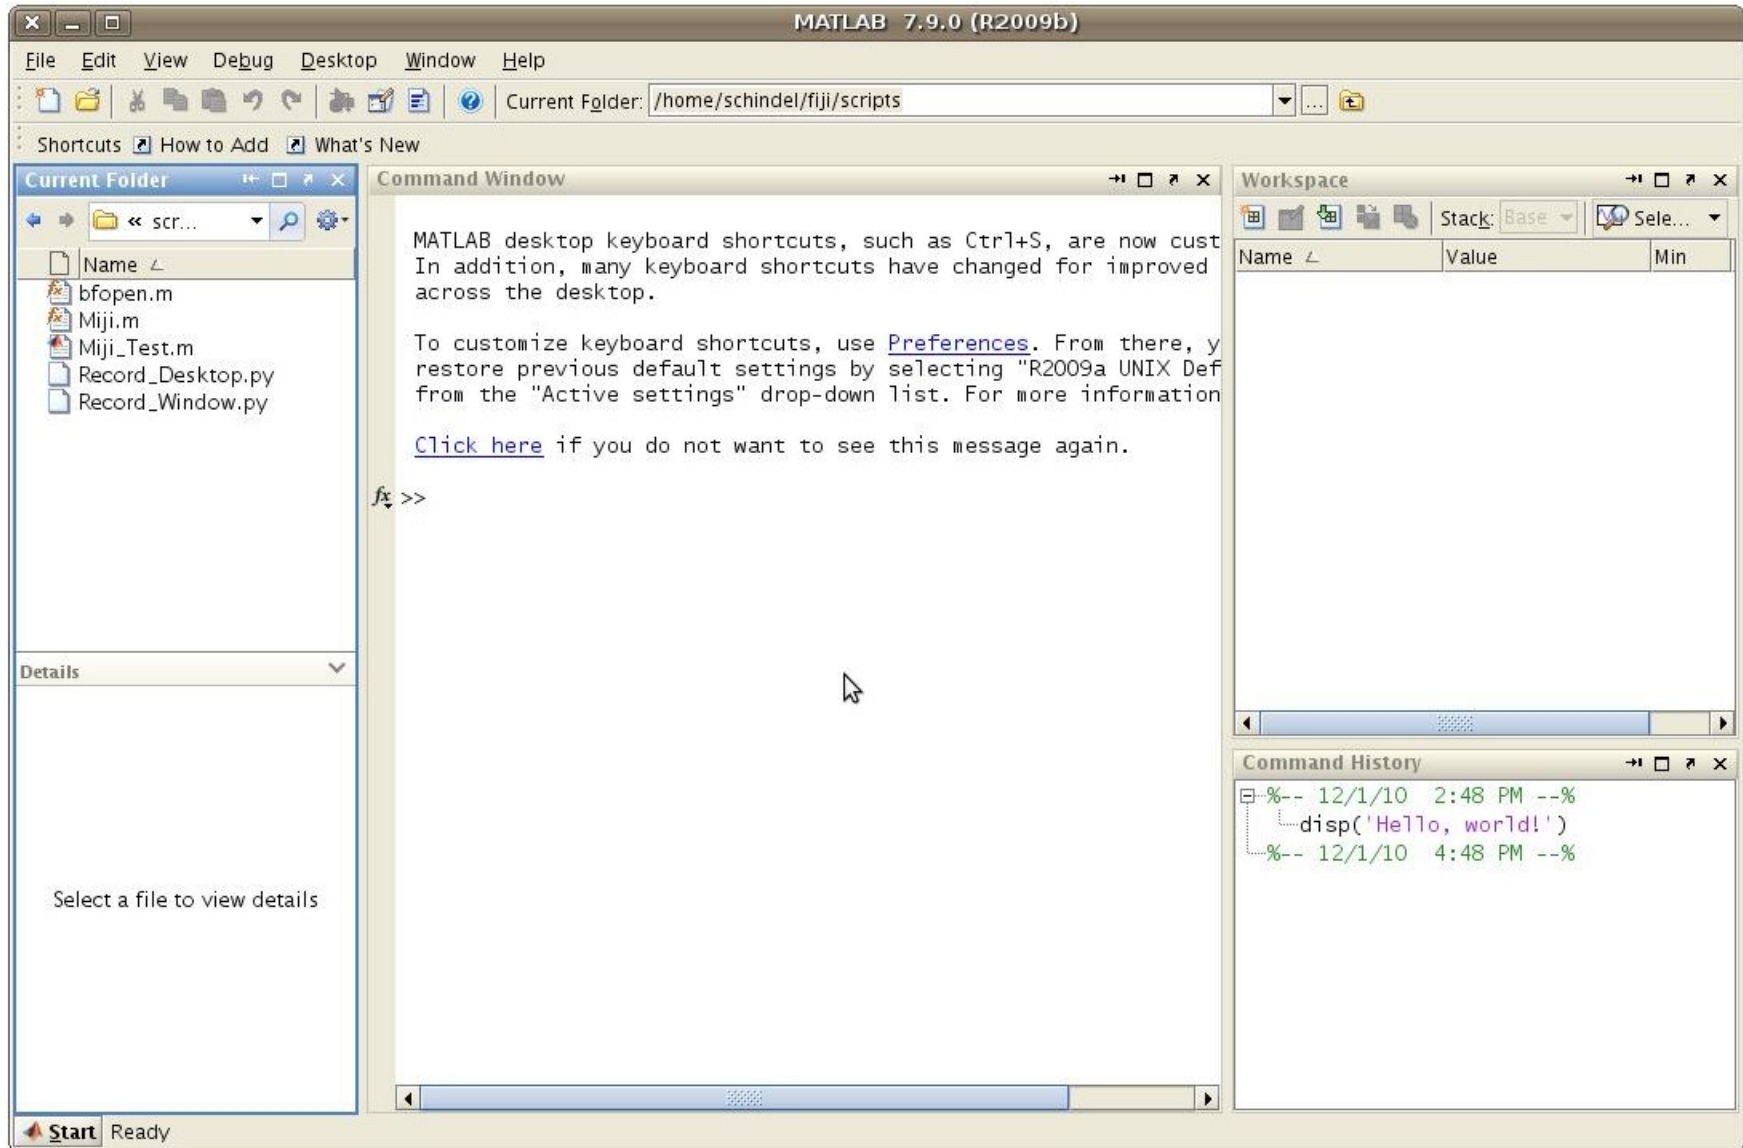 MATLAB 7.9.0 (R2009b)
File Edit View Debug Desktop Window Help
Current Folder: /home/schindel/fiji/scripts ...
Shortcuts How to Add What's New
Current Folder
« scr...
Name
bfopen.m
Miji.m
Miji_Test.m
Record_Desktop.py
Record_Window.py
Details
Select a file to view details
Command Window
MATLAB desktop keyboard shortcuts, such as Ctrl+S, are now cust
In addition, many keyboard shortcuts have changed for improved
across the desktop.
To customize keyboard shortcuts, use Preferences. From there, y
restore previous default settings by selecting "R2009a UNIX Def
from the "Active settings" drop-down list. For more information
Click here if you do not want to see this message again.
fx >>
Workspace
Stack: Base Sele...
Name Value Min
Command History
%-- 12/1/10 2:48 PM --%
disp('Hello, world!')
%-- 12/1/10 4:48 PM --%
Start Ready